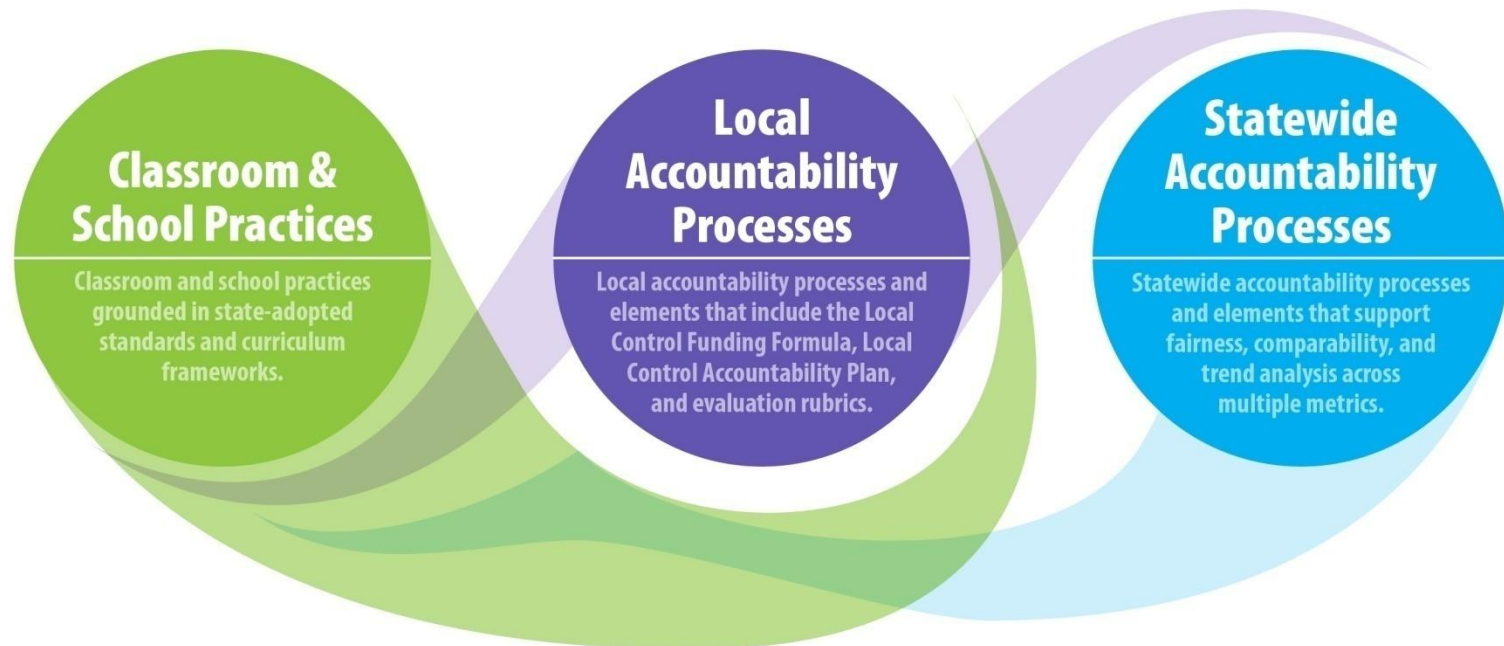 Classroom &
School Practices
Classroom and school practices
grounded in state-adopted
standards and curriculum
frameworks.
Local
Accountability
Processes
Local accountability processes and
elements that include the Local
Control Funding Formula, Local
Control Accountability Plan,
and evaluation rubrics.
Statewide
Accountability
Processes
Statewide accountability processes
and elements that support
fairness, comparability, and
trend analysis across
multiple metrics.